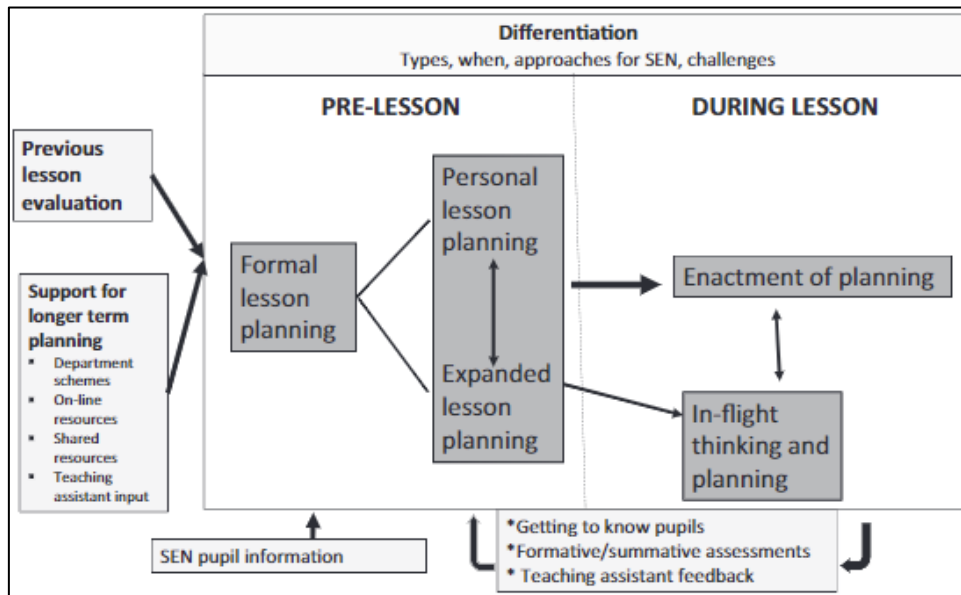 Differentiation
Types, when, approaches for SEN, challenges
PRE-LESSON
DURING LESSON
Previous
lesson
evaluation
Support for
longer term
planning
▪ Department
schemes
▪ On-line
resources
▪ Shared
resources
▪ Teaching
assistant input
Formal
lesson
planning
Personal
lesson
planning
Expanded
lesson
planning
Enactment of planning
In-flight
thinking and
planning
SEN pupil information
*Getting to know pupils
*Formative/summative assessments
* Teaching assistant feedback